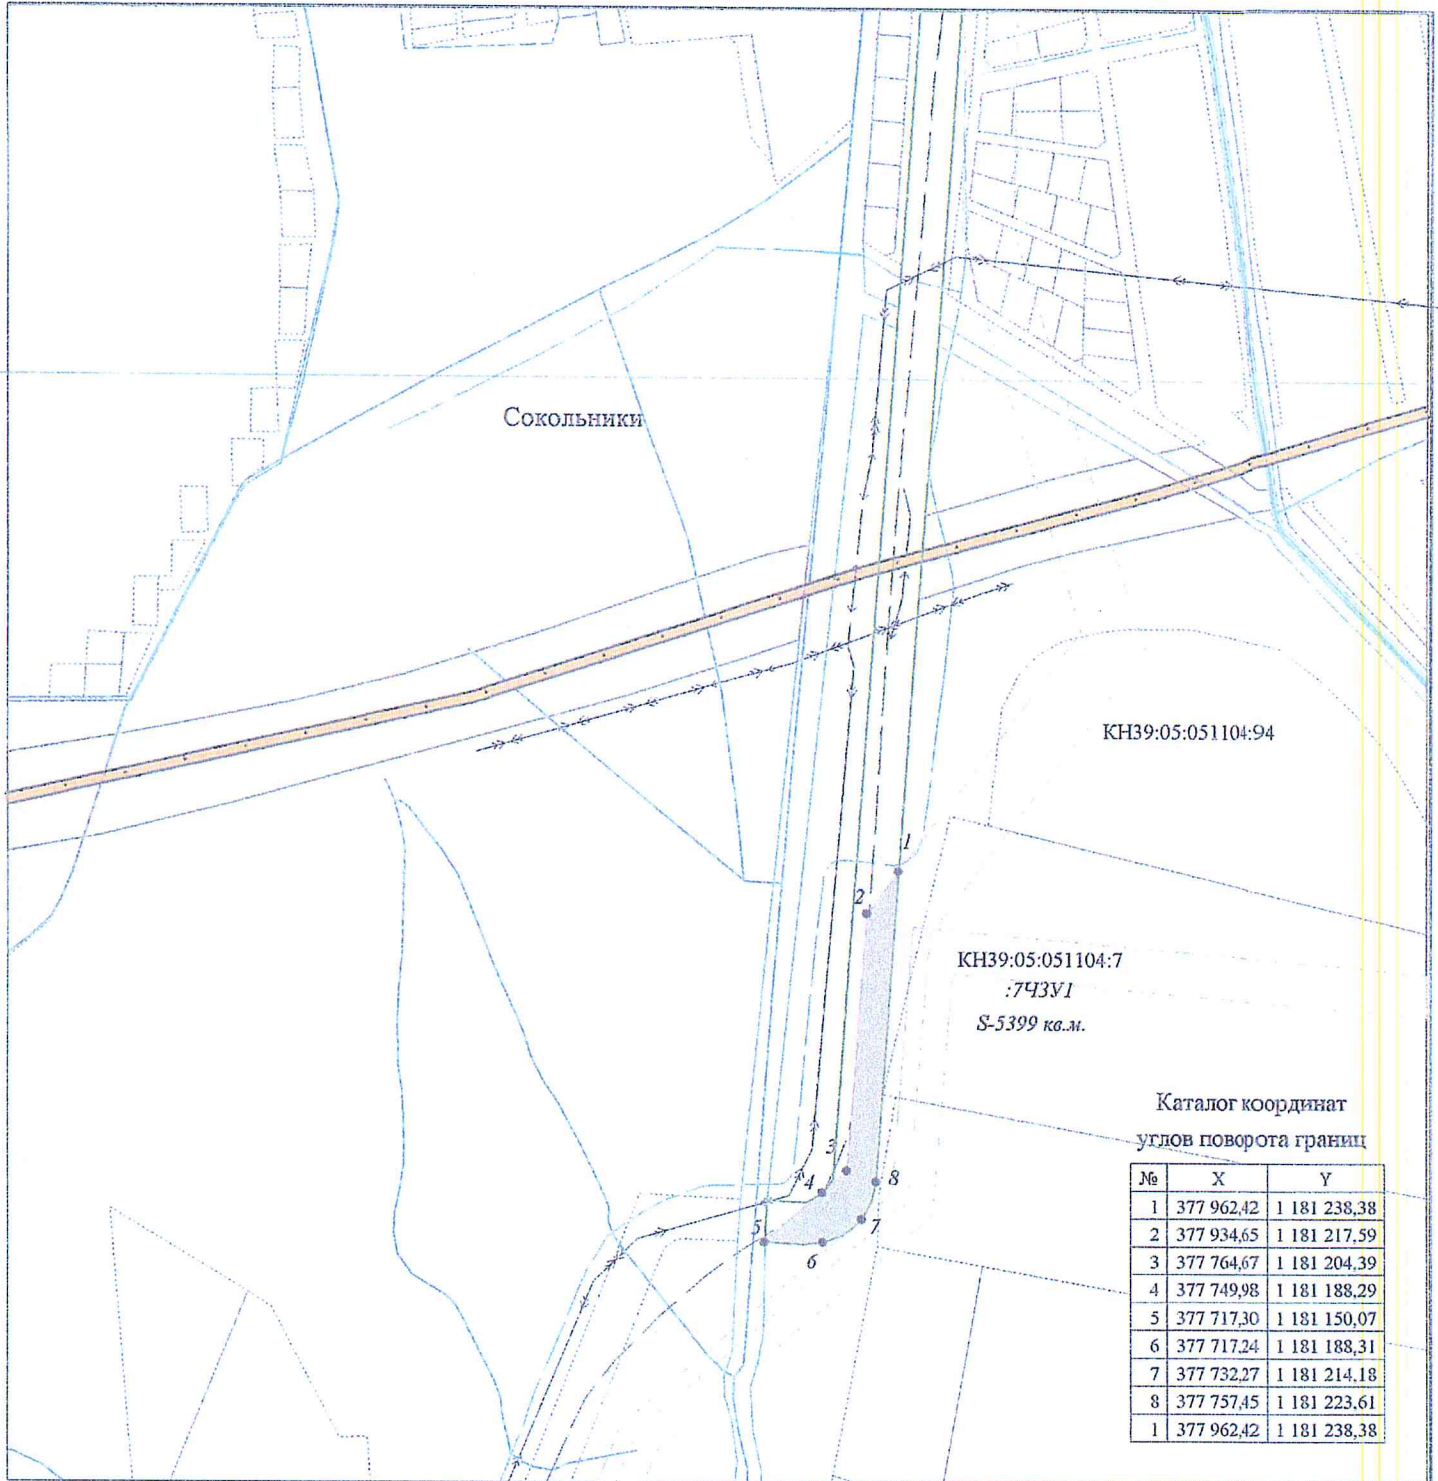 Сокольники
КН39:05:051104:94
1
2
КН39:05:051104:7
:7ЧЗУ1
S-5399 кв.м.
3
4
8
5
7
6
Каталог координат
углов поворота границ
№ X Y
1 377 962,42 1 181 238,38
2 377 934,65 1 181 217,59
3 377 764,67 1 181 204,39
4 377 749,98 1 181 188,29
5 377 717,30 1 181 150,07
6 377 717,24 1 181 188,31
7 377 732,27 1 181 214,18
8 377 757,45 1 181 223,61
1 377 962,42 1 181 238,38